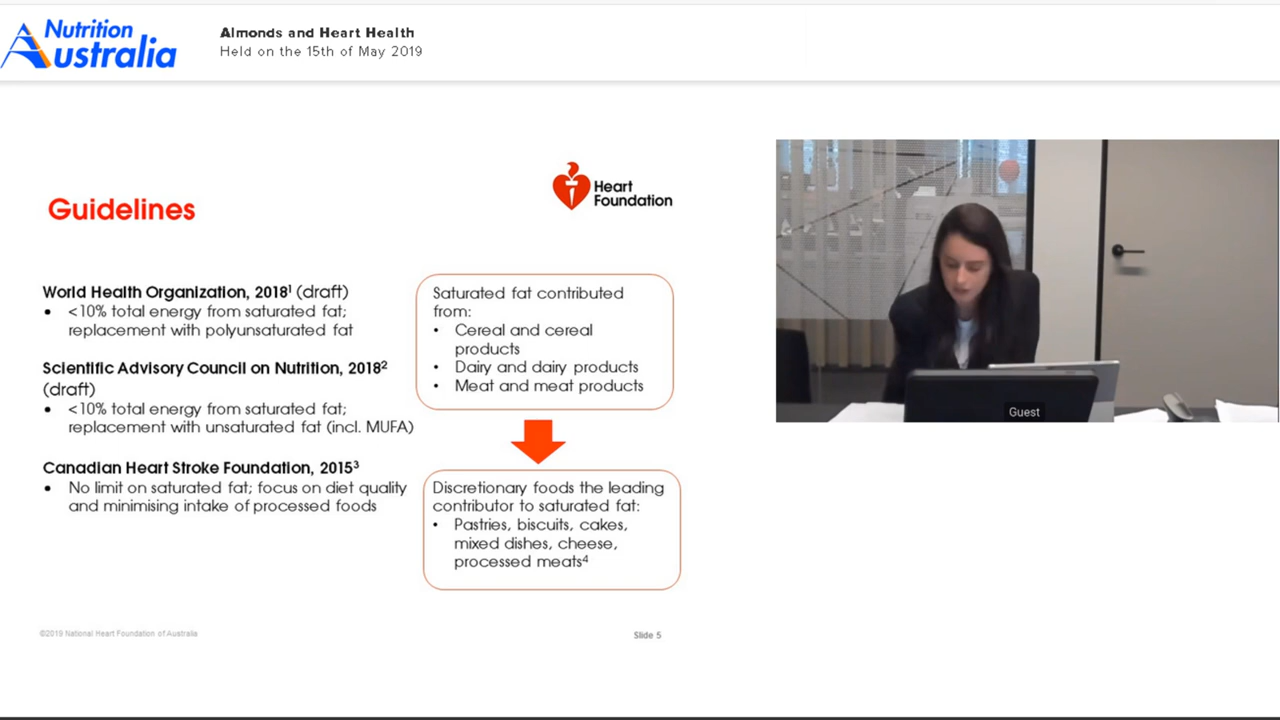 Nutrition
Australia
Almonds and Heart Health
Held on the 15th of May 2019
Heart
Foundation
Guidelines
World Health Organization, 2018¹ (draft)
• <10% total energy from saturated fat;
replacement with polyunsaturated fat
Scientific Advisory Council on Nutrition, 2018²
(draft)
• <10% total energy from saturated fat;
replacement with unsaturated fat (incl. MUFA)
Canadian Heart Stroke Foundation, 2015³
• No limit on saturated fat; focus on diet quality
and minimising intake of processed foods
Saturated fat contributed
from:
• Cereal and cereal
products
• Dairy and dairy products
• Meat and meat products
Discretionary foods the leading
contributor to saturated fat:
• Pastries, biscuits, cakes,
mixed dishes, cheese,
processed meats⁴
©2019 National Heart Foundation of Australia
Slide 5
Guest